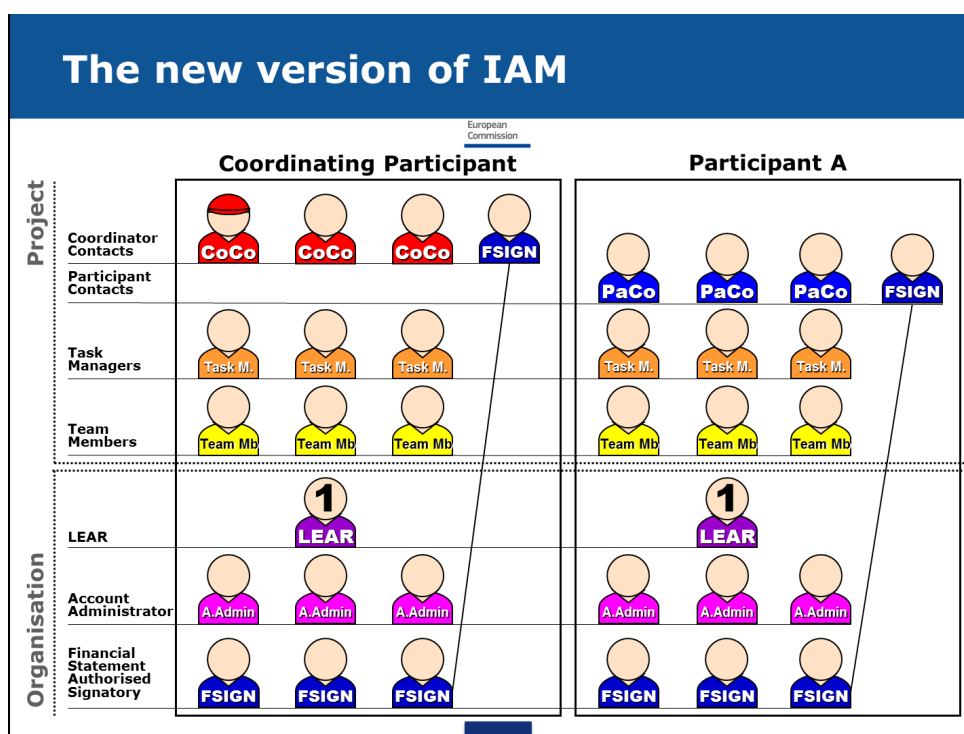 The new version of IAM
European
Commission
Coordinating Participant
Participant A
Project
Coordinator
Contacts
CoCo CoCo CoCo FSIGN
Participant
Contacts
PaCo PaCo PaCo FSIGN
Task
Managers
Task M. Task M. Task M. Task M. Task M. Task M.
Team
Members
Team Mb Team Mb Team Mb Team Mb Team Mb Team Mb
Organisation
LEAR
1 1
LEAR LEAR
Account
Administrator
A.Admin A.Admin A.Admin A.Admin A.Admin A.Admin
Financial
Statement
Authorised
Signatory
FSIGN FSIGN FSIGN FSIGN FSIGN FSIGN